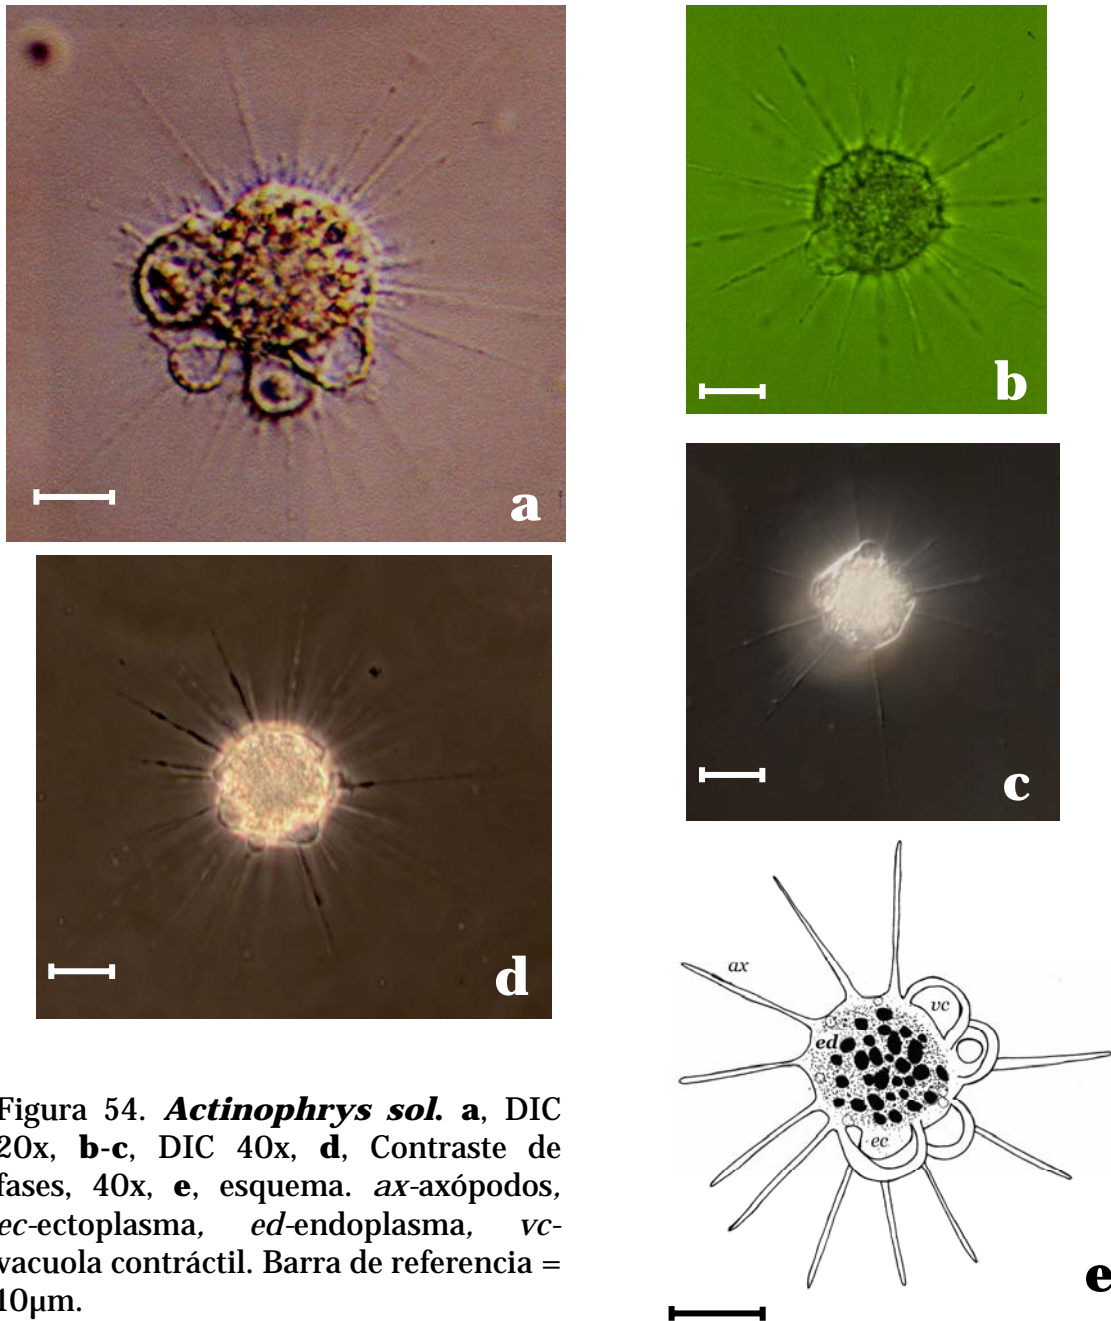 a
b
c
d
ax
vc
ed
ec
e
Figura 54. Actinophrys sol. a, DIC
20x, b-c, DIC 40x, d, Contraste de
fases, 40x, e, esquema. ax-axópodos,
ec-ectoplasma, ed-endoplasma, vc-
vacuola contráctil. Barra de referencia =
10µm.